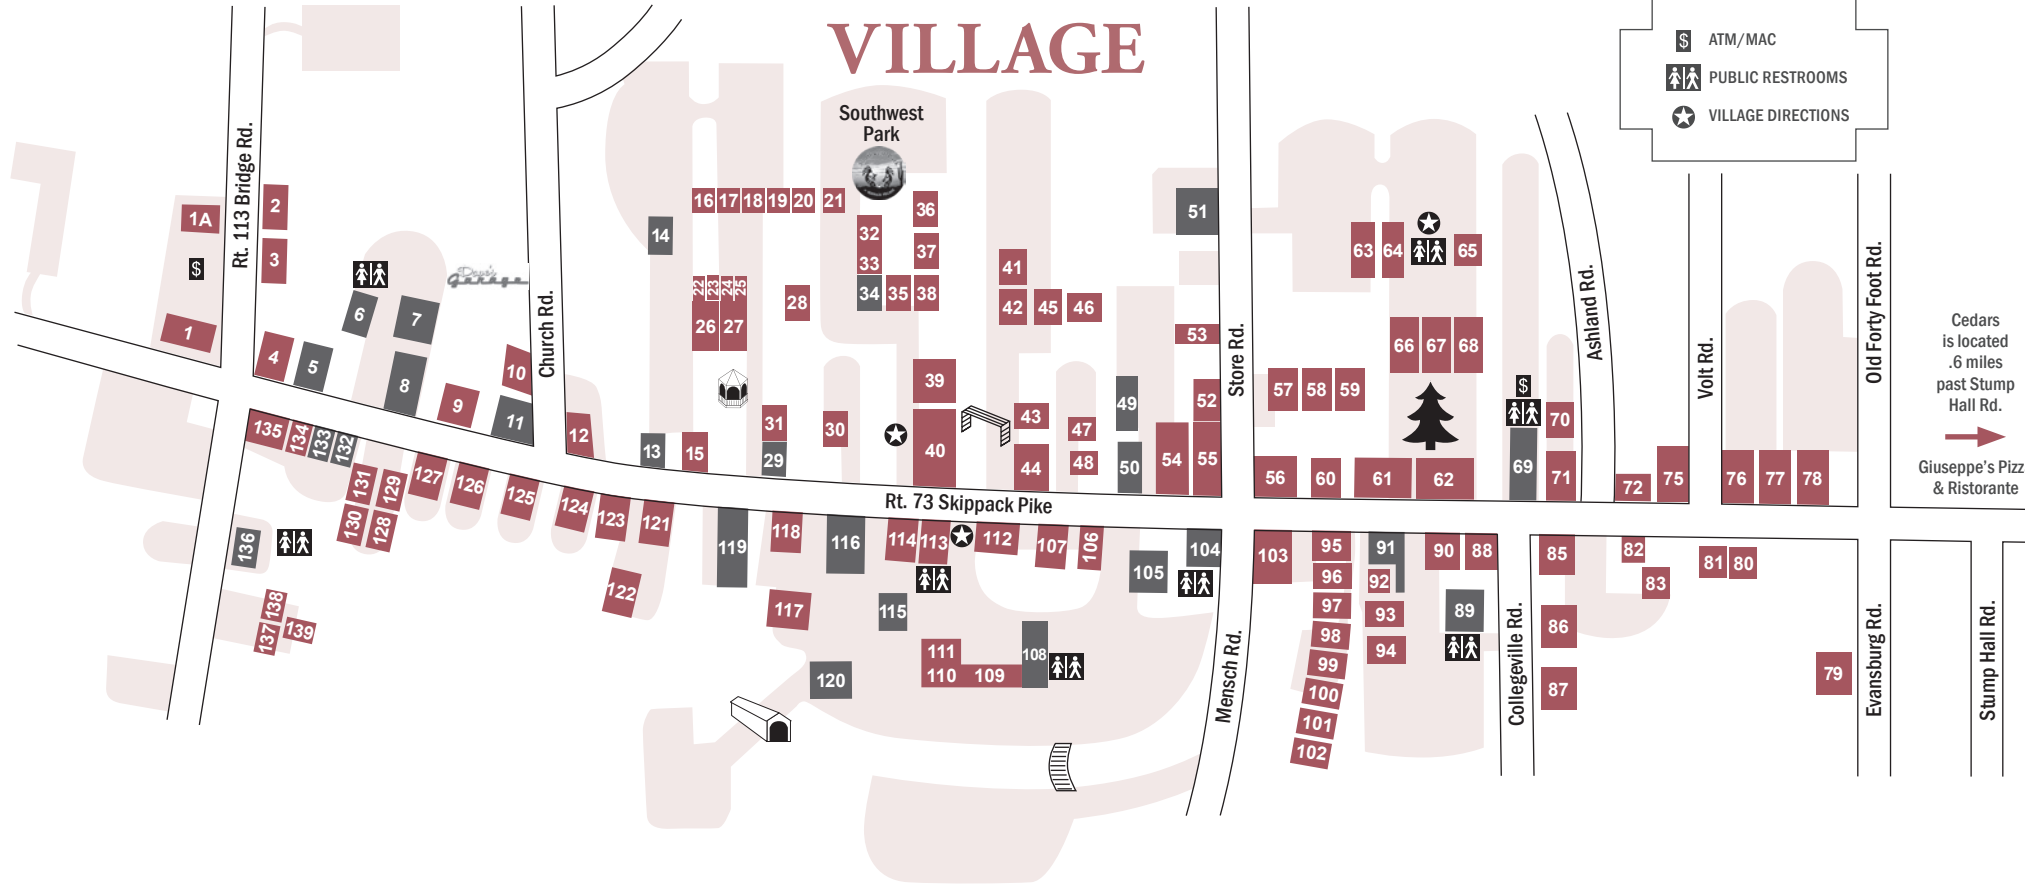 VILLAGE
$ ATM/MAC
PUBLIC RESTROOMS
VILLAGE DIRECTIONS
Southwest
Park
Rt. 113 Bridge Rd.
Church Rd.
Store Rd.
Ashland Rd.
Volt Rd.
Old Forty Foot Rd.
Cedars
is located
.6 miles
past Stump
Hall Rd.
Giuseppe's Pizz
& Ristorante
Dave's
Garage
Rt. 73 Skippack Pike
Mensch Rd.
Collegeville Rd.
Evansburg Rd.
Stump Hall Rd.
1A
$
1
2
3
4
5
6
7
8
9
10
11
12
13
14
15
16 17 18 19 20 21
22 23 24 25
26 27
28
29
30
31
32
33
34 35 38
36
37
39
40
41
42 45 46
43
44
47
48
49
50
51
52
53
54 55
56
57 58 59
60
61
62
63 64 65
66 67 68
$
69
70
71
72
75
76 77 78
79
81 80
82
83
85
86
87
90 88
89
91
92
93
94
95
96
97
98
99
100
101
102
103
104
105
106
107
108
111
110 109
112
114 113
115
116
117
118
119
120
121
122
123
124
125
126
127
128
129
130
131
135 134 133 132
136
137
138
139